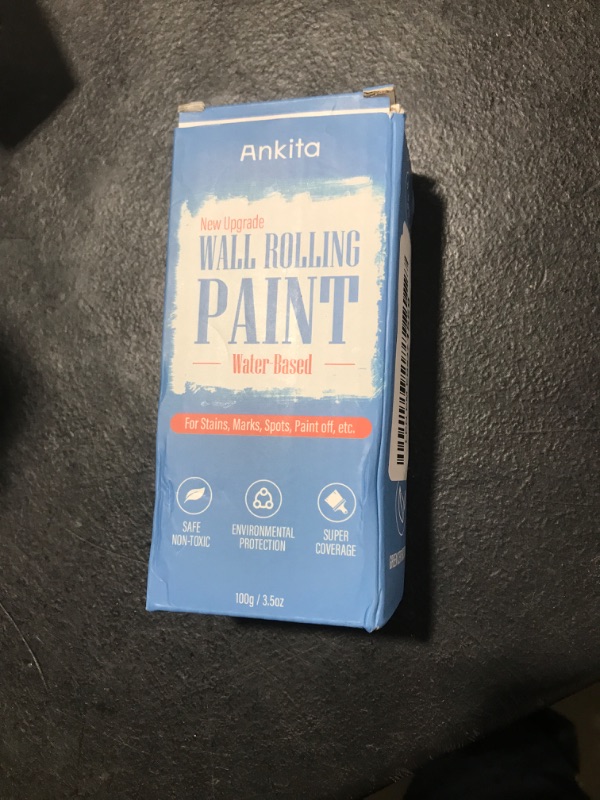 Ankita
New Upgrade
WALL ROLLING
PAINT
Water-Based
For Stains, Marks, Spots, Paint off, etc.
SAFE
NON-TOXIC
ENVIRONMENTAL
PROTECTION
SUPER
COVERAGE
100g / 3.5oz